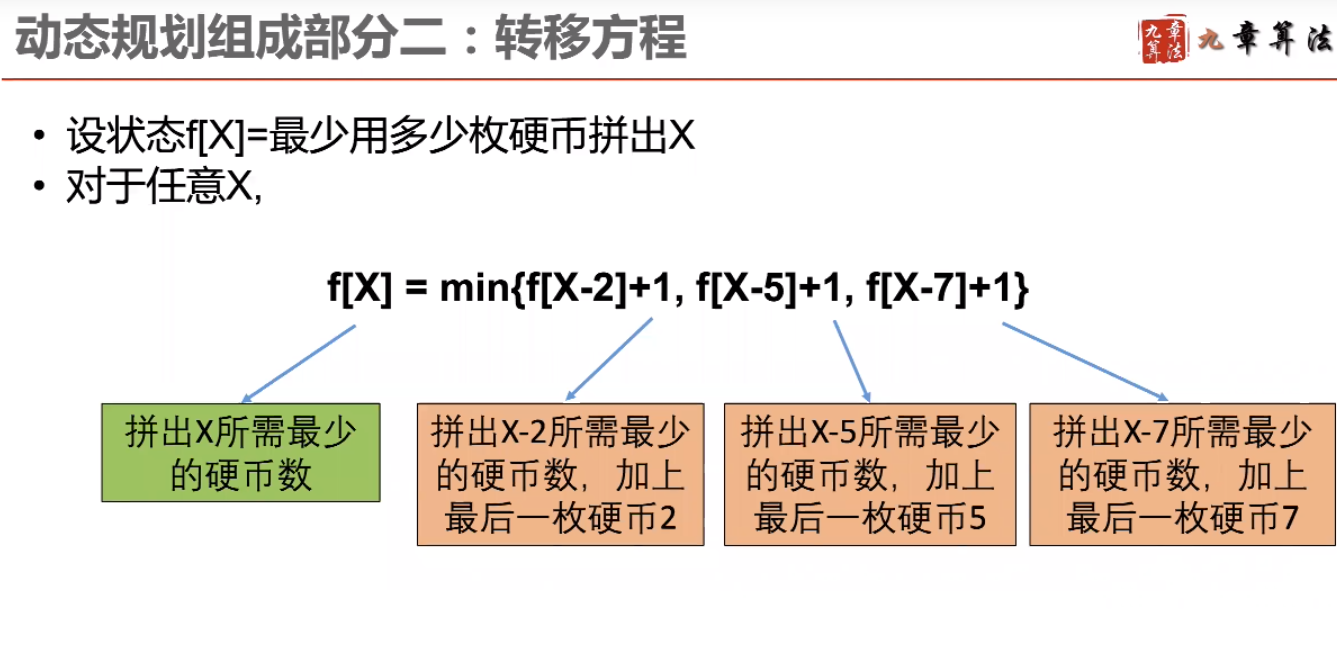 动态规划组成部分二：转移方程
九章算法
九章算法
• 设状态f[X]=最少用多少枚硬币拼出X
• 对于任意X,
f[X] = min{f[X-2]+1, f[X-5]+1, f[X-7]+1}
拼出X所需最少
的硬币数
拼出X-2所需最少
的硬币数，加上
最后一枚硬币2
拼出X-5所需最少
的硬币数，加上
最后一枚硬币5
拼出X-7所需最少
的硬币数，加上
最后一枚硬币7